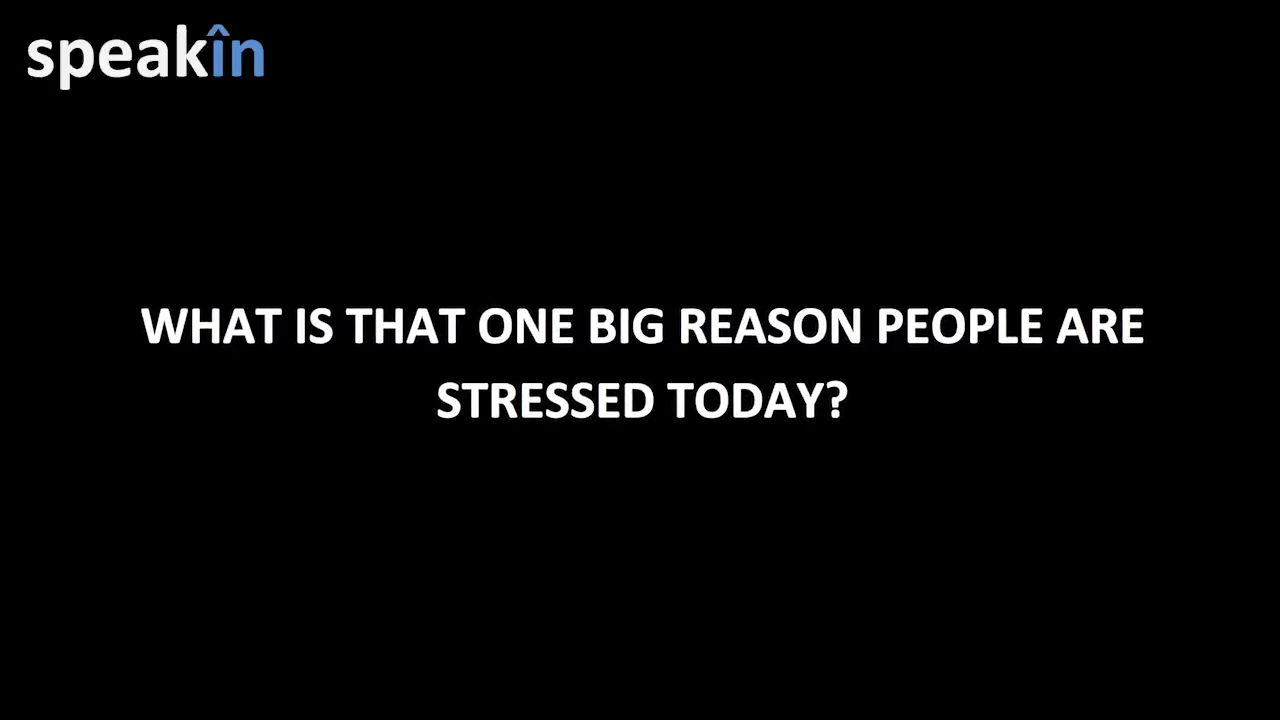 speakîn
WHAT IS THAT ONE BIG REASON PEOPLE ARE
STRESSED TODAY?